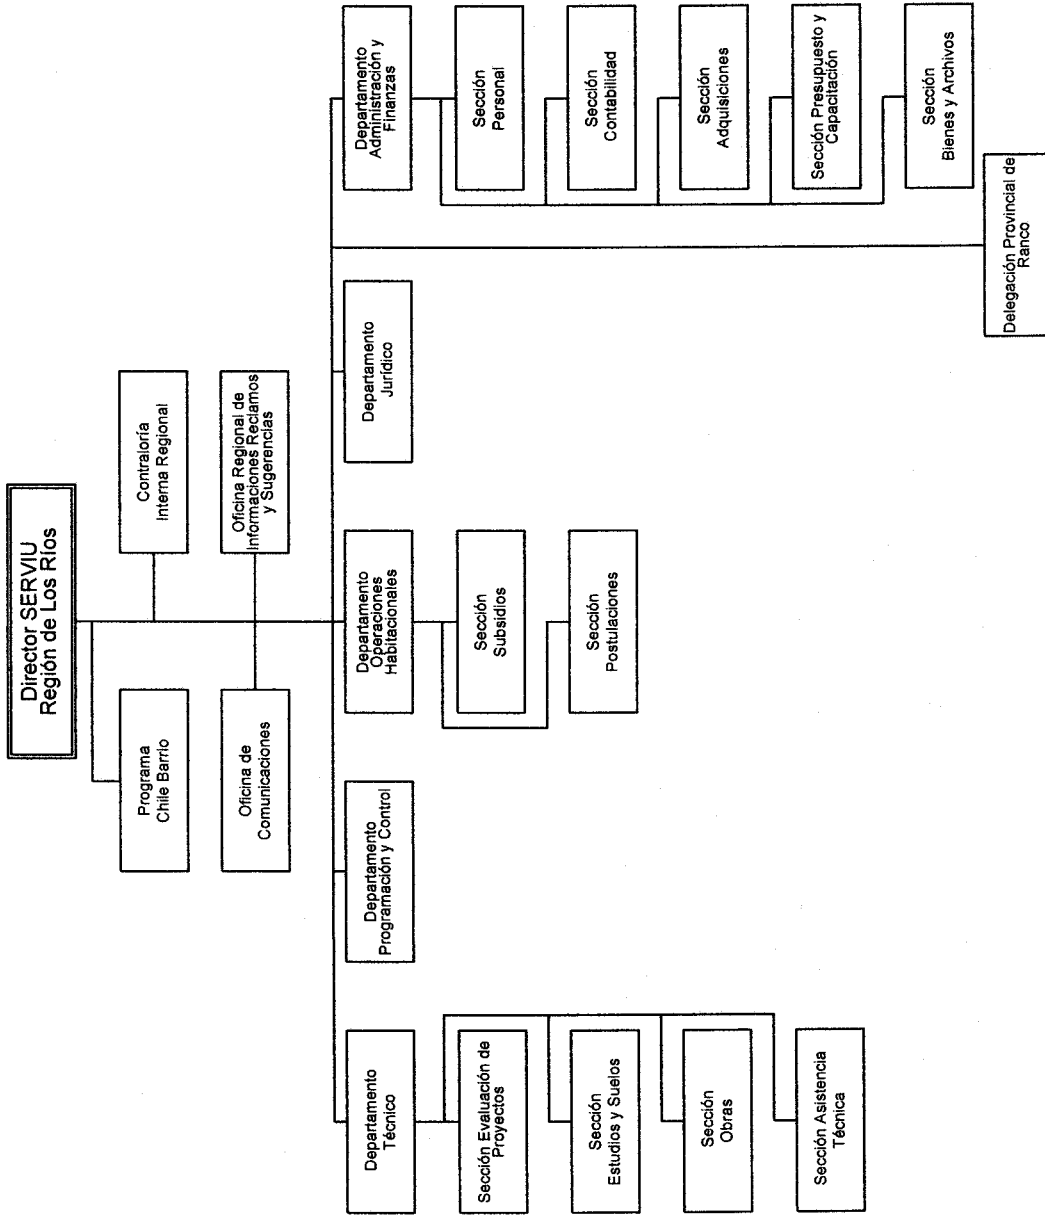 Director SERVIU
Región de Los Ríos
Programa
Chile Barrio
Contraloría
Interna Regional
Oficina de
Comunicaciones
Oficina Regional de
Informaciones Reclamos
y Sugerencias
Departamento
Técnico
Departamento
Programación y Control
Departamento
Operaciones
Habitacionales
Departamento
Jurídico
Departamento
Administración y
Finanzas
Sección Evaluación de
Proyectos
Sección
Estudios y Suelos
Sección
Obras
Sección Asistencia
Técnica
Sección
Subsidios
Sección
Postulaciones
Sección
Personal
Sección
Contabilidad
Sección
Adquisiciones
Sección Presupuesto y
Capacitación
Sección
Bienes y Archivos
Delegación Provincial de
Ranco